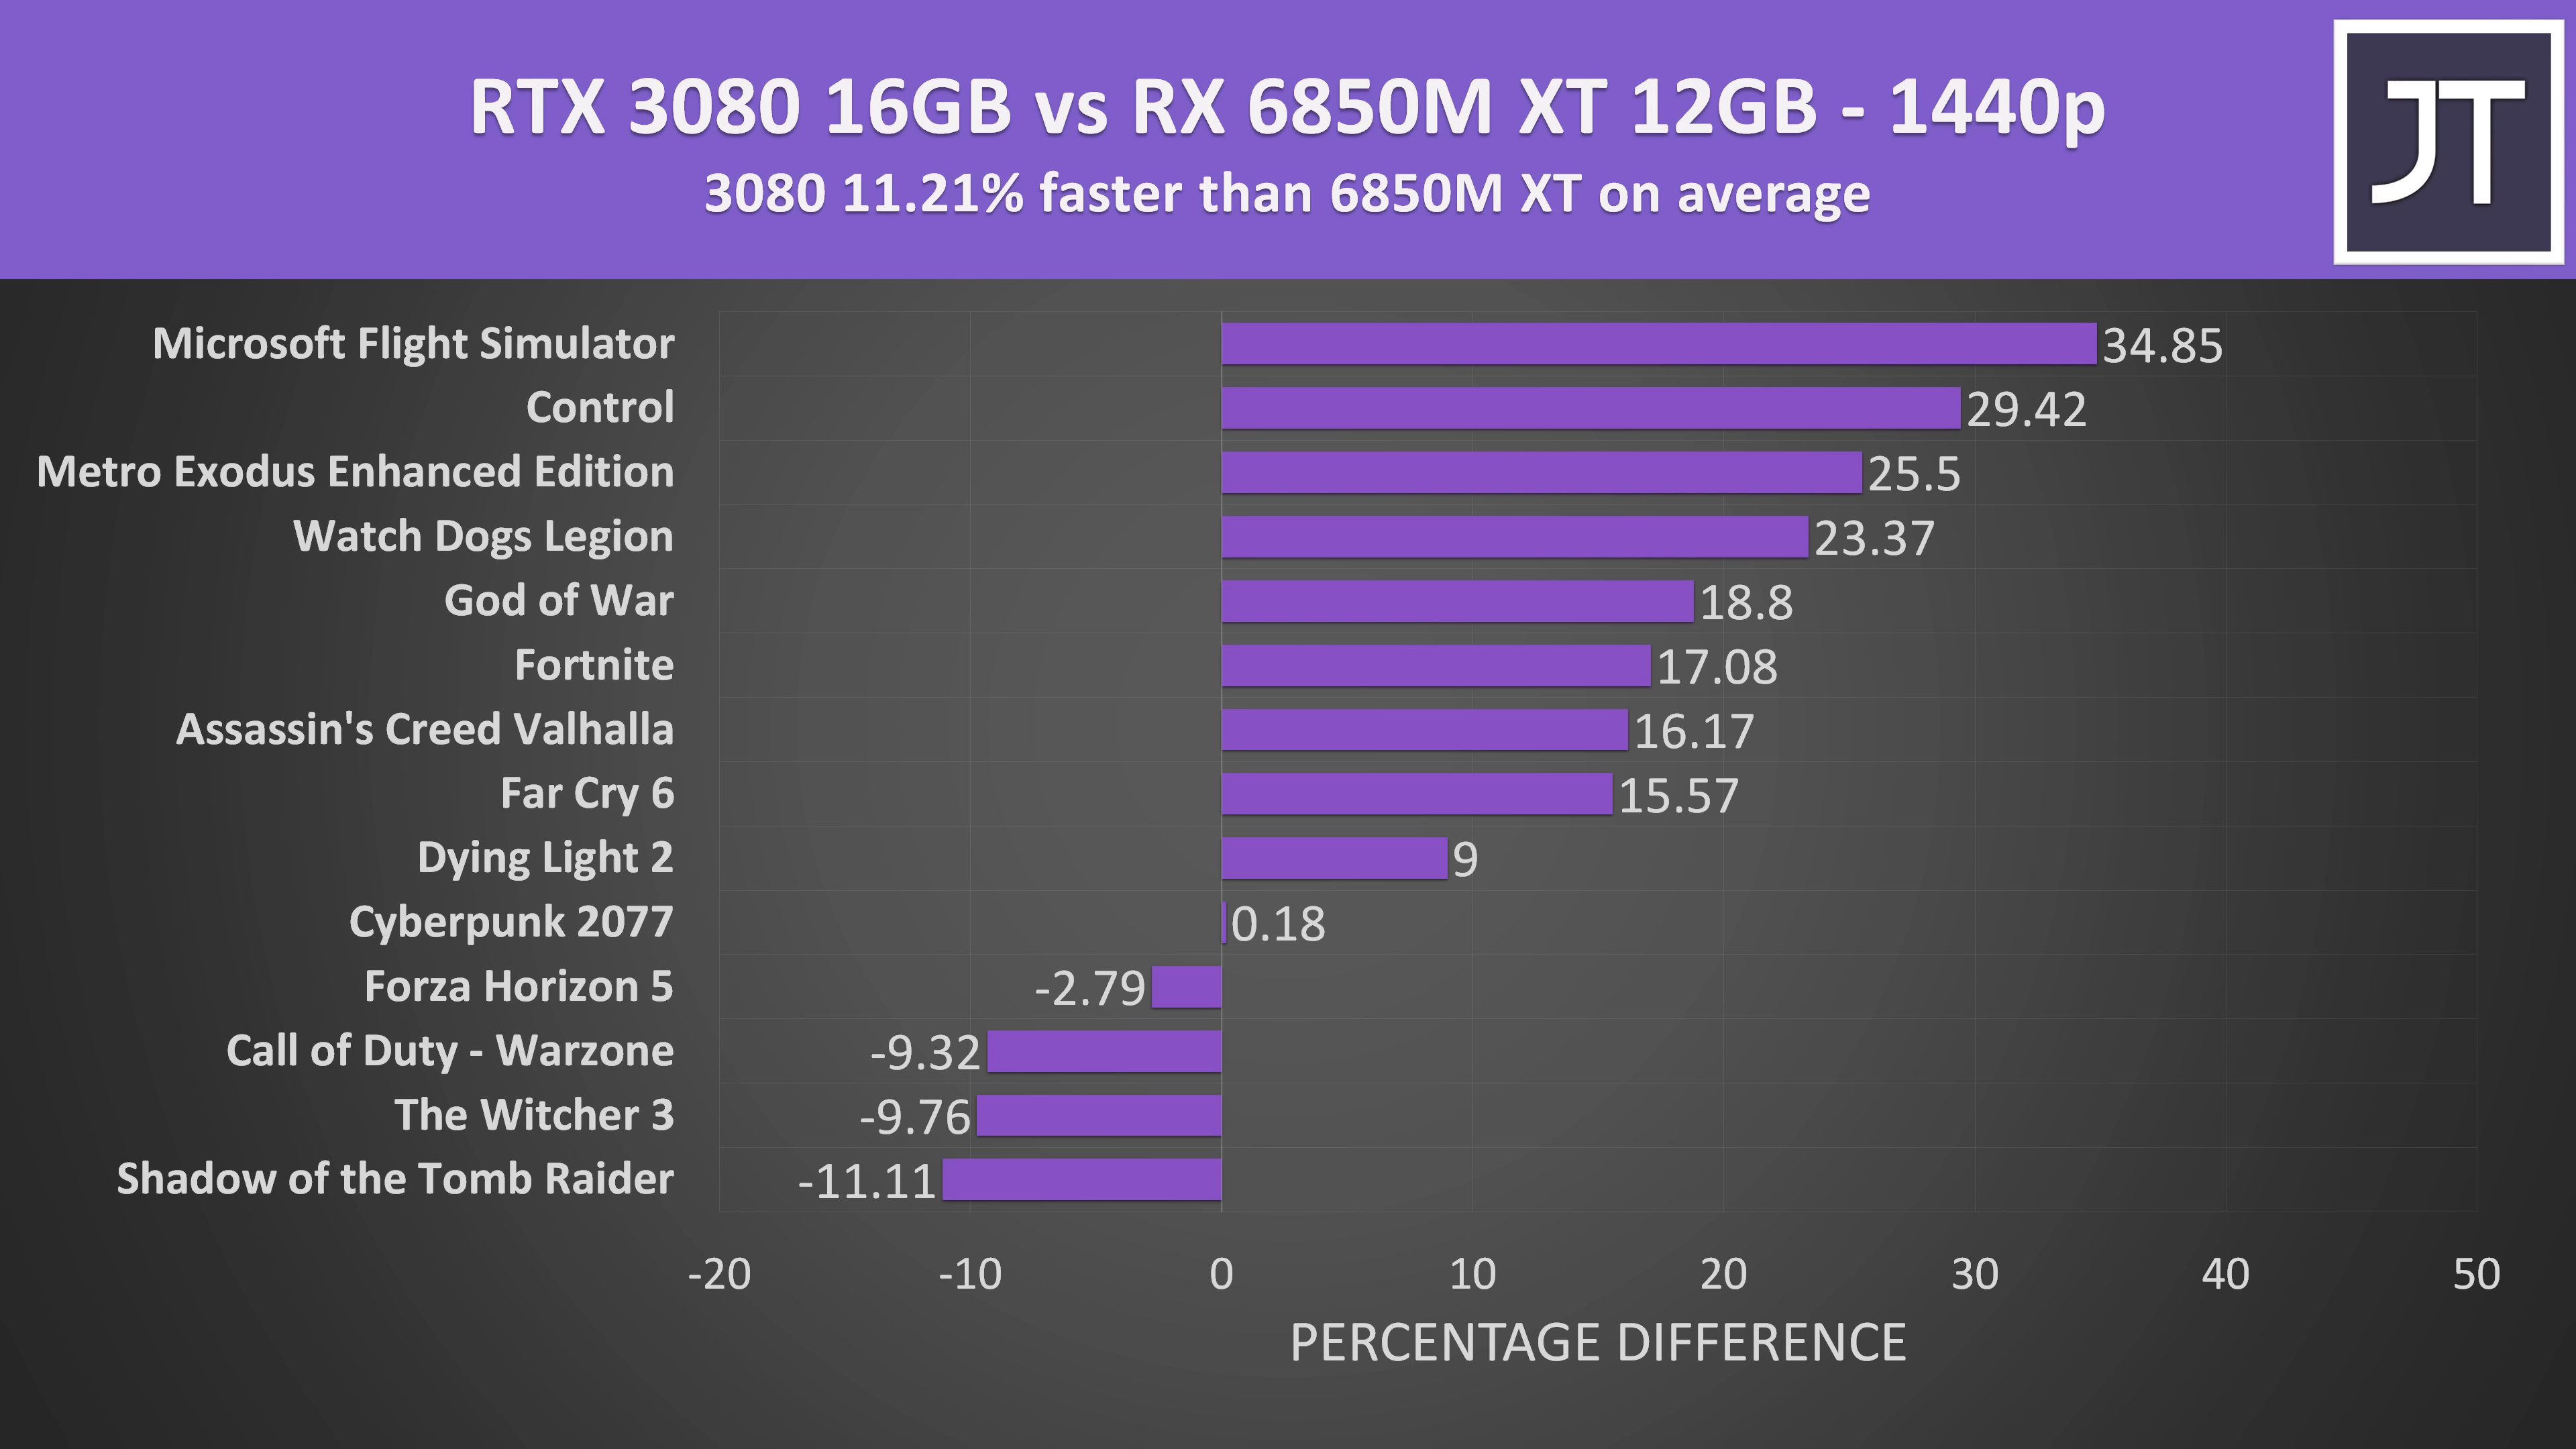 RTX 3080 16GB vs RX 6850M XT 12GB - 1440p
3080 11.21% faster than 6850M XT on average
JT
Microsoft Flight Simulator 34.85
Control 29.42
Metro Exodus Enhanced Edition 25.5
Watch Dogs Legion 23.37
God of War 18.8
Fortnite 17.08
Assassin's Creed Valhalla 16.17
Far Cry 6 15.57
Dying Light 2 9
Cyberpunk 2077 0.18
Forza Horizon 5 -2.79
Call of Duty - Warzone -9.32
The Witcher 3 -9.76
Shadow of the Tomb Raider -11.11
-20 -10 0 10 20 30 40 50
PERCENTAGE DIFFERENCE